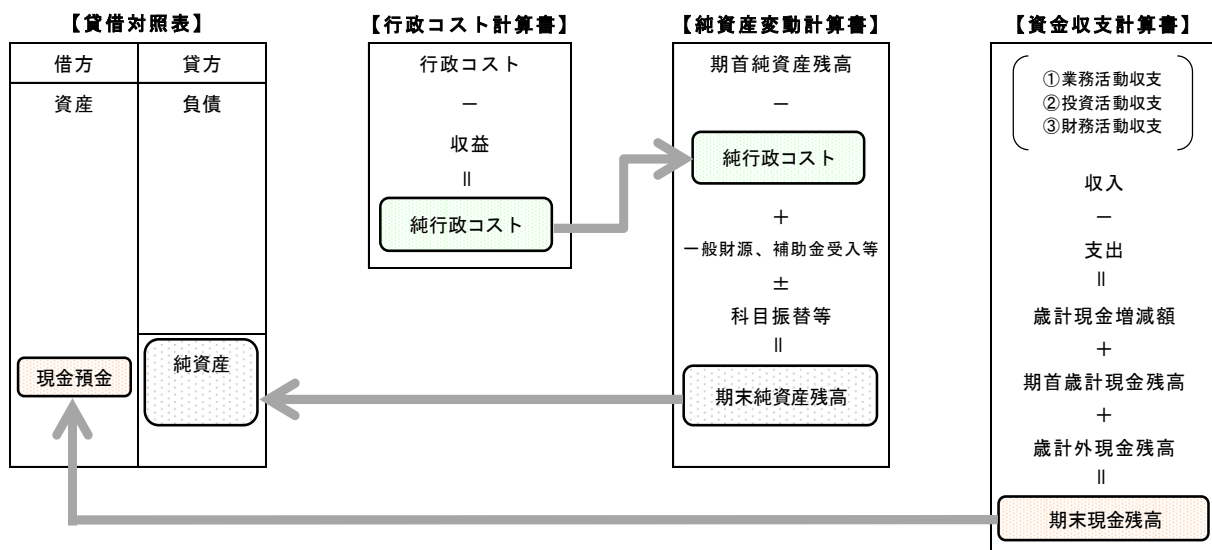 【貸借対照表】
借方
貸方
資産
負債
現金預金
純資産
【行政コスト計算書】
行政コスト
－
収益
॥
純行政コスト
【純資産変動計算書】
期首純資産残高
－
純行政コスト
＋
一般財源、補助金受入等
±
科目振替等
॥
期末純資産残高
【資金収支計算書】
①業務活動収支
②投資活動収支
③財務活動収支
収入
－
支出
॥
歳計現金増減額
＋
期首歳計現金残高
＋
歳計外現金残高
॥
期末現金残高